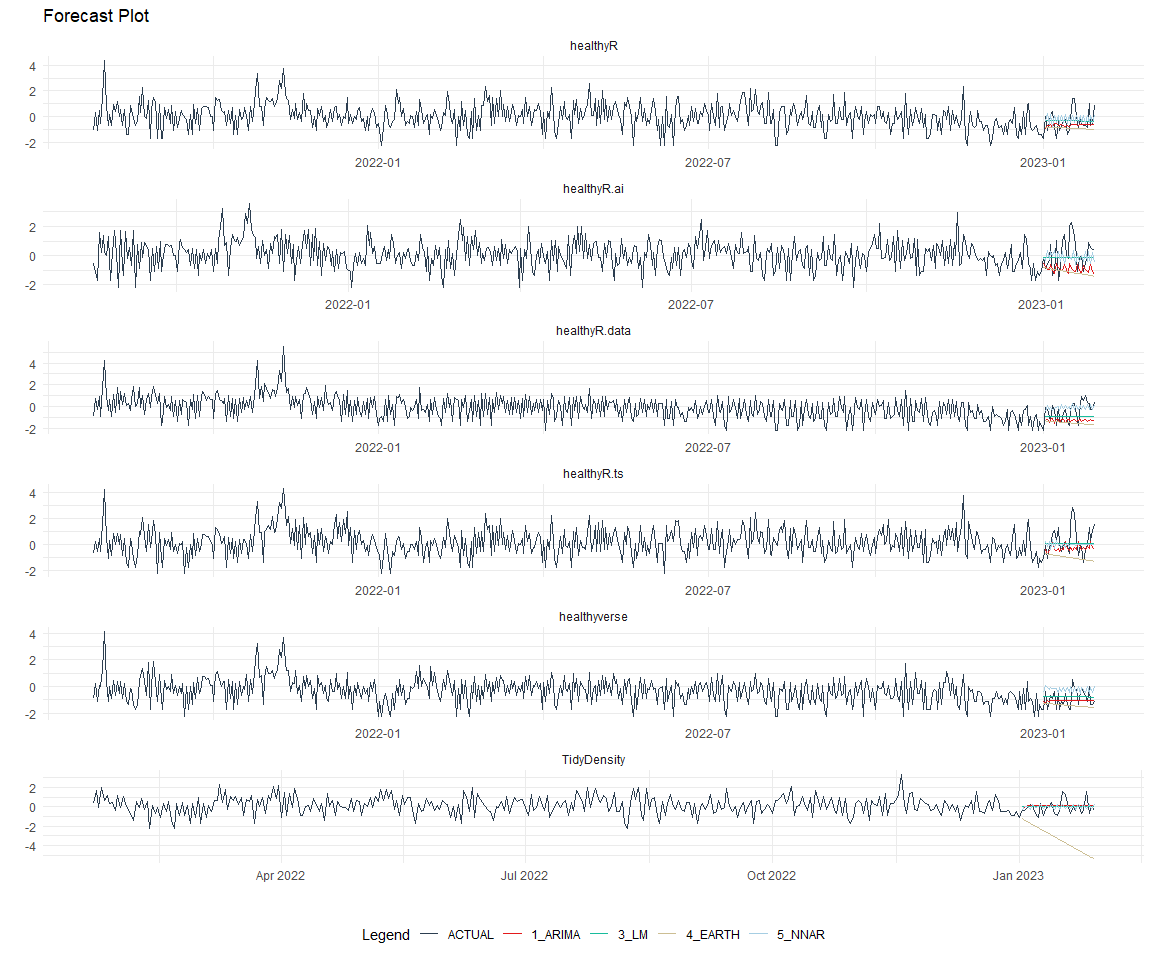 Forecast Plot
healthyR
4
2
0
-2
2022-01 2022-07 2023-01
healthyR.ai
2
0
-2
2022-01 2022-07 2023-01
healthyR.data
4
2
0
-2
2022-01 2022-07 2023-01
healthyR.ts
4
2
0
-2
2022-01 2022-07 2023-01
healthyverse
4
2
0
-2
2022-01 2022-07 2023-01
TidyDensity
2
0
-2
-4
Apr 2022 Jul 2022 Oct 2022 Jan 2023
Legend ACTUAL 1_ARIMA 3_LM 4_EARTH 5_NNAR